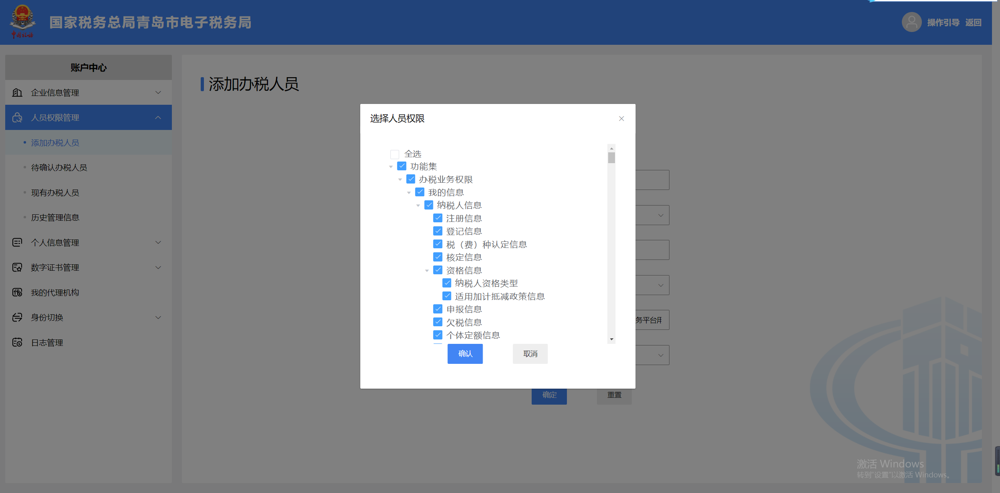 国家税务总局青岛市电子税务局
操作引导 返回
账户中心
企业信息管理
人员权限管理
添加办税人员
待确认办税人员
现有办税人员
历史管理信息
个人信息管理
数字证书管理
我的代理机构
身份切换
日志管理
添加办税人员
选择人员权限
全选
功能集
办税业务权限
我的信息
纳税人信息
注册信息
登记信息
税（费）种认定信息
核定信息
资格信息
纳税人资格类型
适用加计抵减政策信息
申报信息
欠税信息
个体定额信息
确认
取消
务平台用
确定
重置
激活 Windows
转到"设置"以激活 Windows。